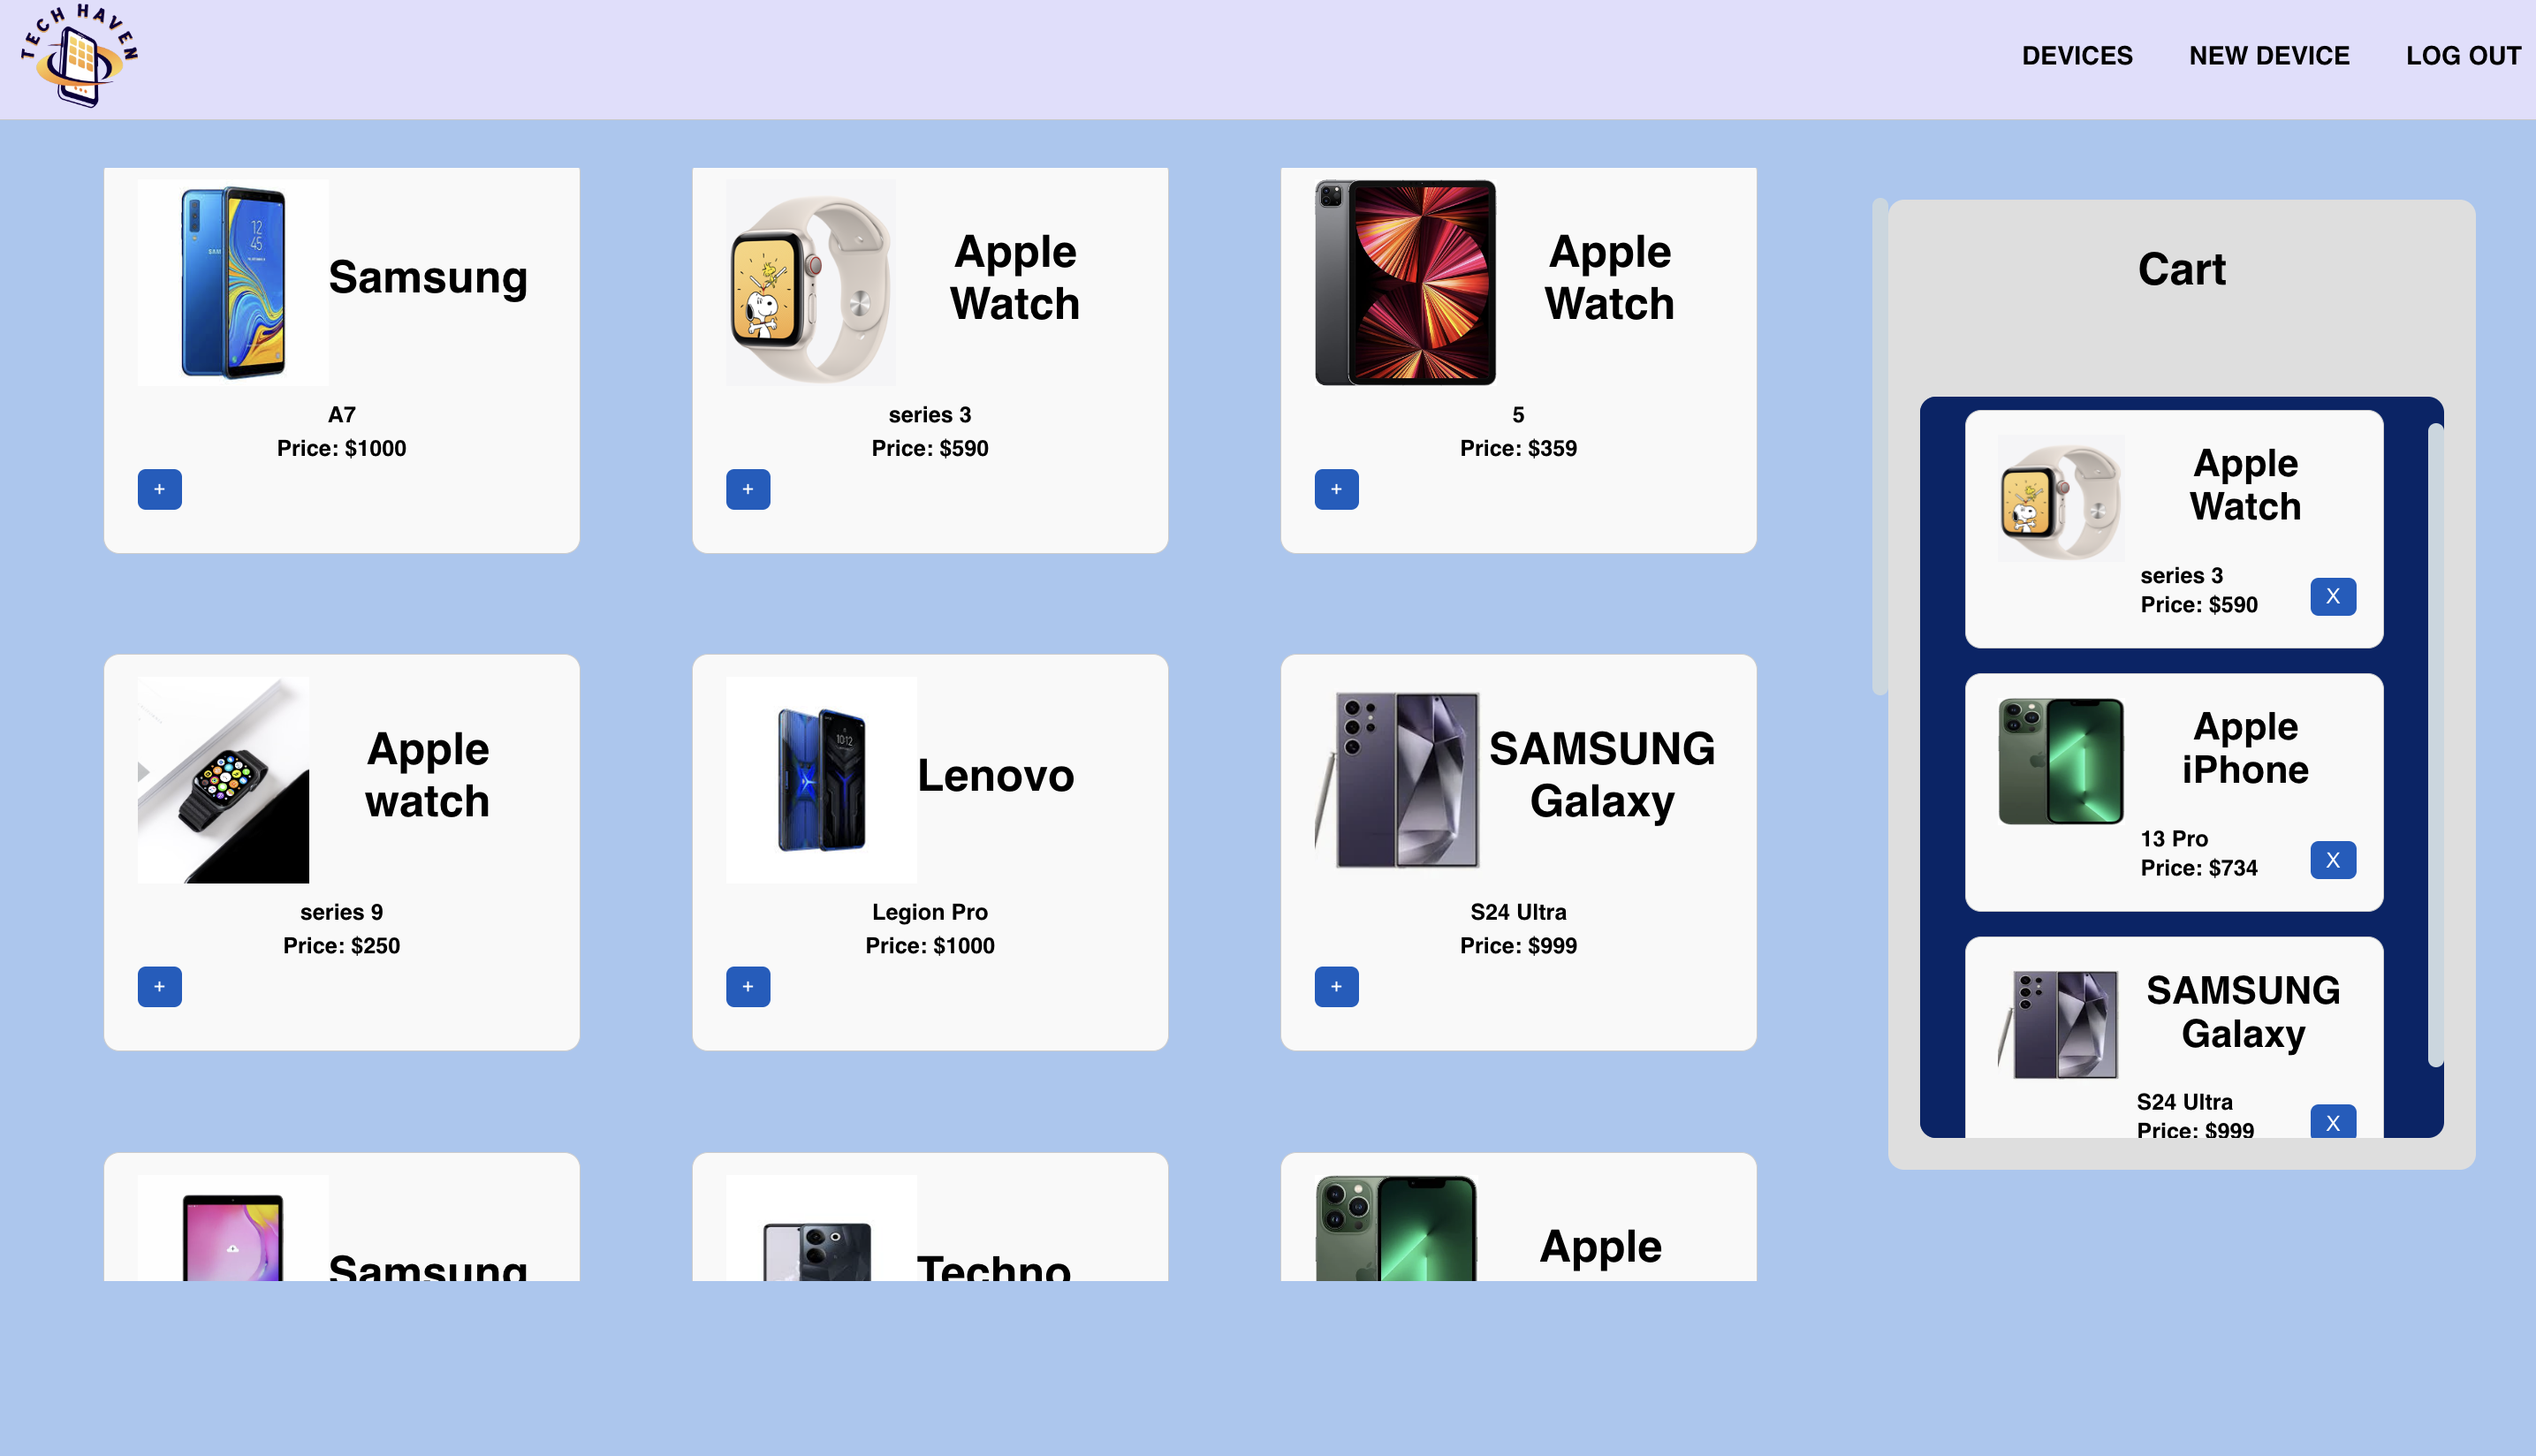 TECH HAVEN
DEVICES NEW DEVICE LOG OUT
Samsung
A7
Price: $1000
+
Apple
Watch
series 3
Price: $590
+
Apple
Watch
5
Price: $359
+
Apple
watch
series 9
Price: $250
+
Lenovo
10:12
Legion Pro
Price: $1000
+
SAMSUNG
Galaxy
S24 Ultra
Price: $999
+
Samsung
Techno
Apple
Cart
Apple
Watch
series 3
Price: $590
X
Apple
iPhone
13 Pro
Price: $734
X
SAMSUNG
Galaxy
S24 Ultra
Price: $999
X